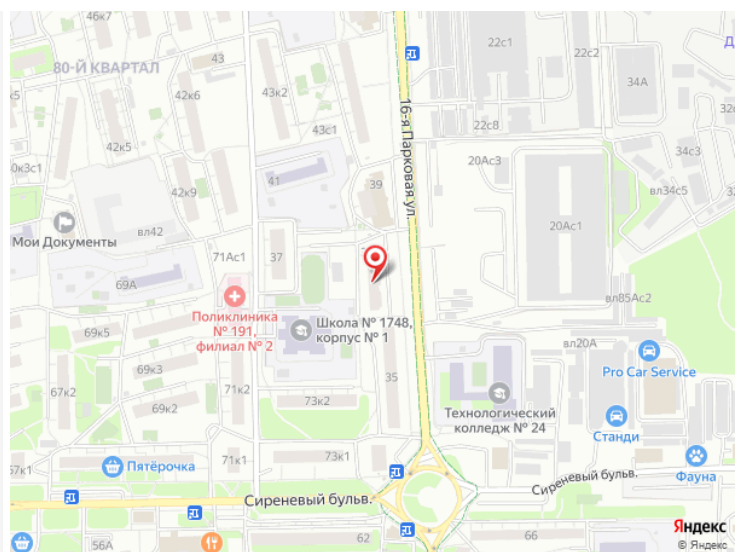 46к7
22с1
22с2
43
80-Й КВАРТАЛ
34А
42к6
43к2
16-я Парковая ул.
43с1
22с8
42к5
34с3
20Ас3
41
39
42к9
вл34с5
вл42
20Ас1
Мои Документы
71Ас1
37
69А
вл85Ас2
Поликлиника
№ 191,
филиал № 2
Школа № 1748,
корпус № 1
69к5
вл20А
69к3
Pro Car Service
35
67к2
71к2
73к2
69к2
Технологический
колледж № 24
Станди
71к1
73к1
Пятёрочка
Фауна
Сиреневый бульв.
Сиреневый бульв.
Яндекс
62
66
56А
© Яндекс